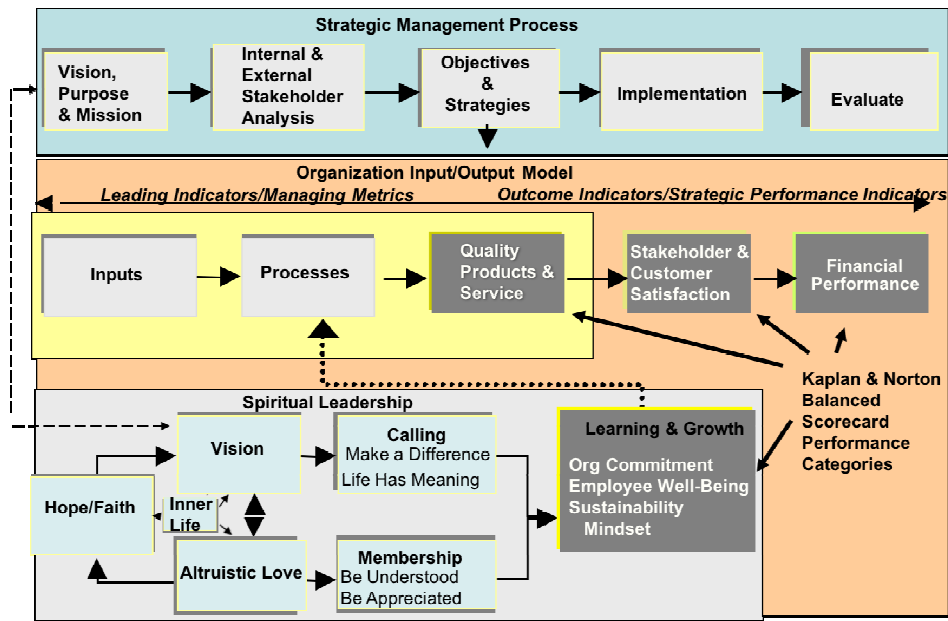 Strategic Management Process
Vision,
Purpose
& Mission
Internal &
External
Stakeholder
Analysis
Objectives
&
Strategies
Implementation
Evaluate
Organization Input/Output Model
Leading Indicators/Managing Metrics
Outcome Indicators/Strategic Performance Indicators
Inputs
Processes
Quality
Products &
Service
Stakeholder &
Customer
Satisfaction
Financial
Performance
Kaplan & Norton
Balanced
Scorecard
Performance
Categories
Spiritual Leadership
Hope/Faith
Inner
Life
Vision
Altruistic Love
Calling
Make a Difference
Life Has Meaning
Membership
Be Understood
Be Appreciated
Learning & Growth
Org Commitment
Employee Well-Being
Sustainability
Mindset